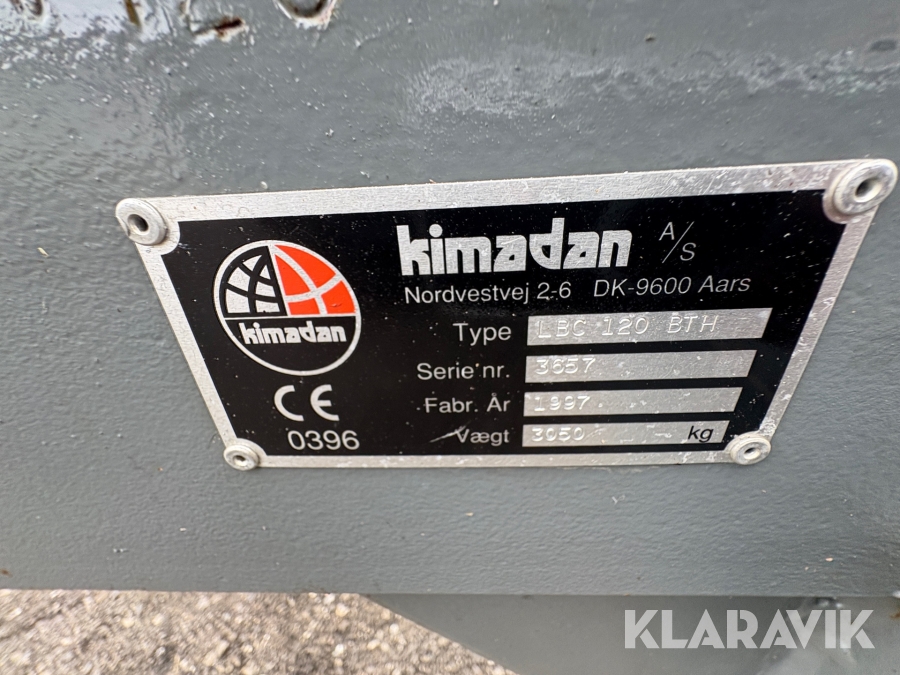 kimadan A/S
Nordvestvej 2-6 DK-9600 Aars
kimadan
Type LBC 120 BTH
Serie nr. 3657
Fabr. År 1997
CE
0396
Vægt 3050 kg
KLARAVIK